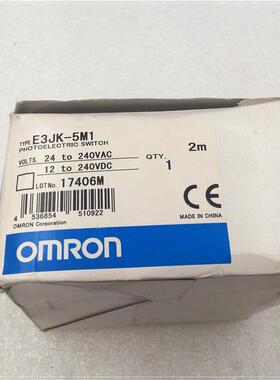 TYPE E3JK-5M1
PHOTOELECTRIC SWITCH
VOLTS. 24 to 240VAC
12 to 240VDC
QTY. 1
2m
LOT No. 17406M
4 536854 510922
OMRON Corporation
MADE IN CHINA
CE
OMRON